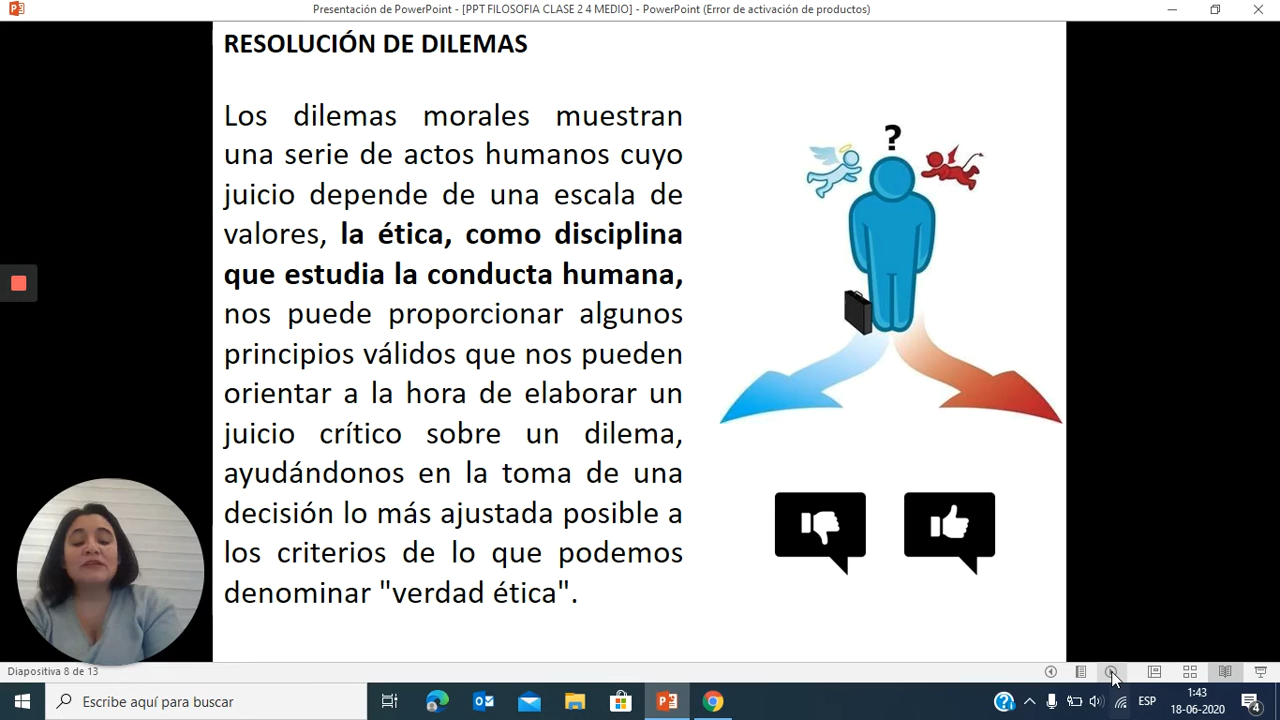 Presentación de PowerPoint - [PPT FILOSOFIA CLASE 2 4 MEDIO] - PowerPoint (Error de activación de productos)
RESOLUCIÓN DE DILEMAS
Los dilemas morales muestran
una serie de actos humanos cuyo
juicio depende de una escala de
valores, la ética, como disciplina
que estudia la conducta humana,
nos puede proporcionar algunos
principios válidos que nos pueden
orientar a la hora de elaborar un
juicio crítico sobre un dilema,
ayudándonos en la toma de una
decisión lo más ajustada posible a
los criterios de lo que podemos
denominar "verdad ética".
?
Diapositiva 8 de 13
Escribe aquí para buscar
ESP
1:43
18-06-2020
4